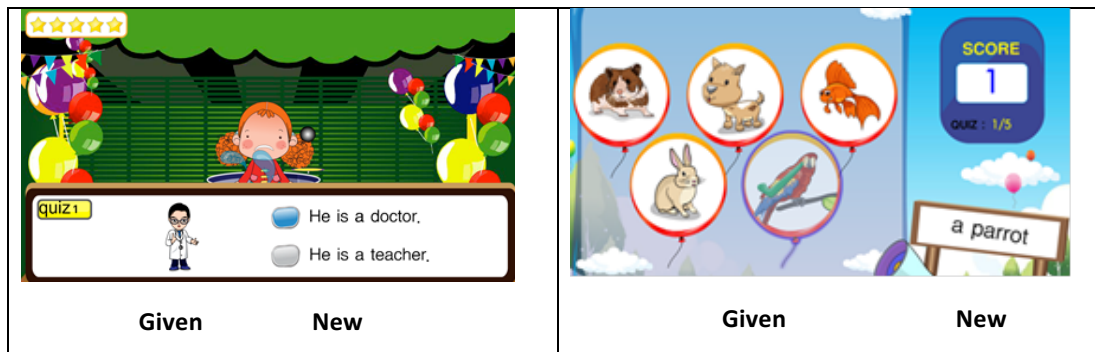 quiz1
He is a doctor.
He is a teacher.
Given New
SCORE
1
QUIZ : 1/5
a parrot
Given New